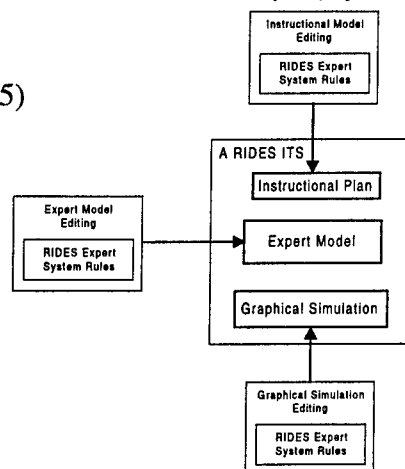 Instructional Model
Editing
RIDES Expert
System Rules
5)
A RIDES ITS
Instructional Plan
Expert Model
Editing
RIDES Expert
System Rules
Expert Model
Graphical Simulation
Graphical Simulation
Editing
RIDES Expert
System Rules